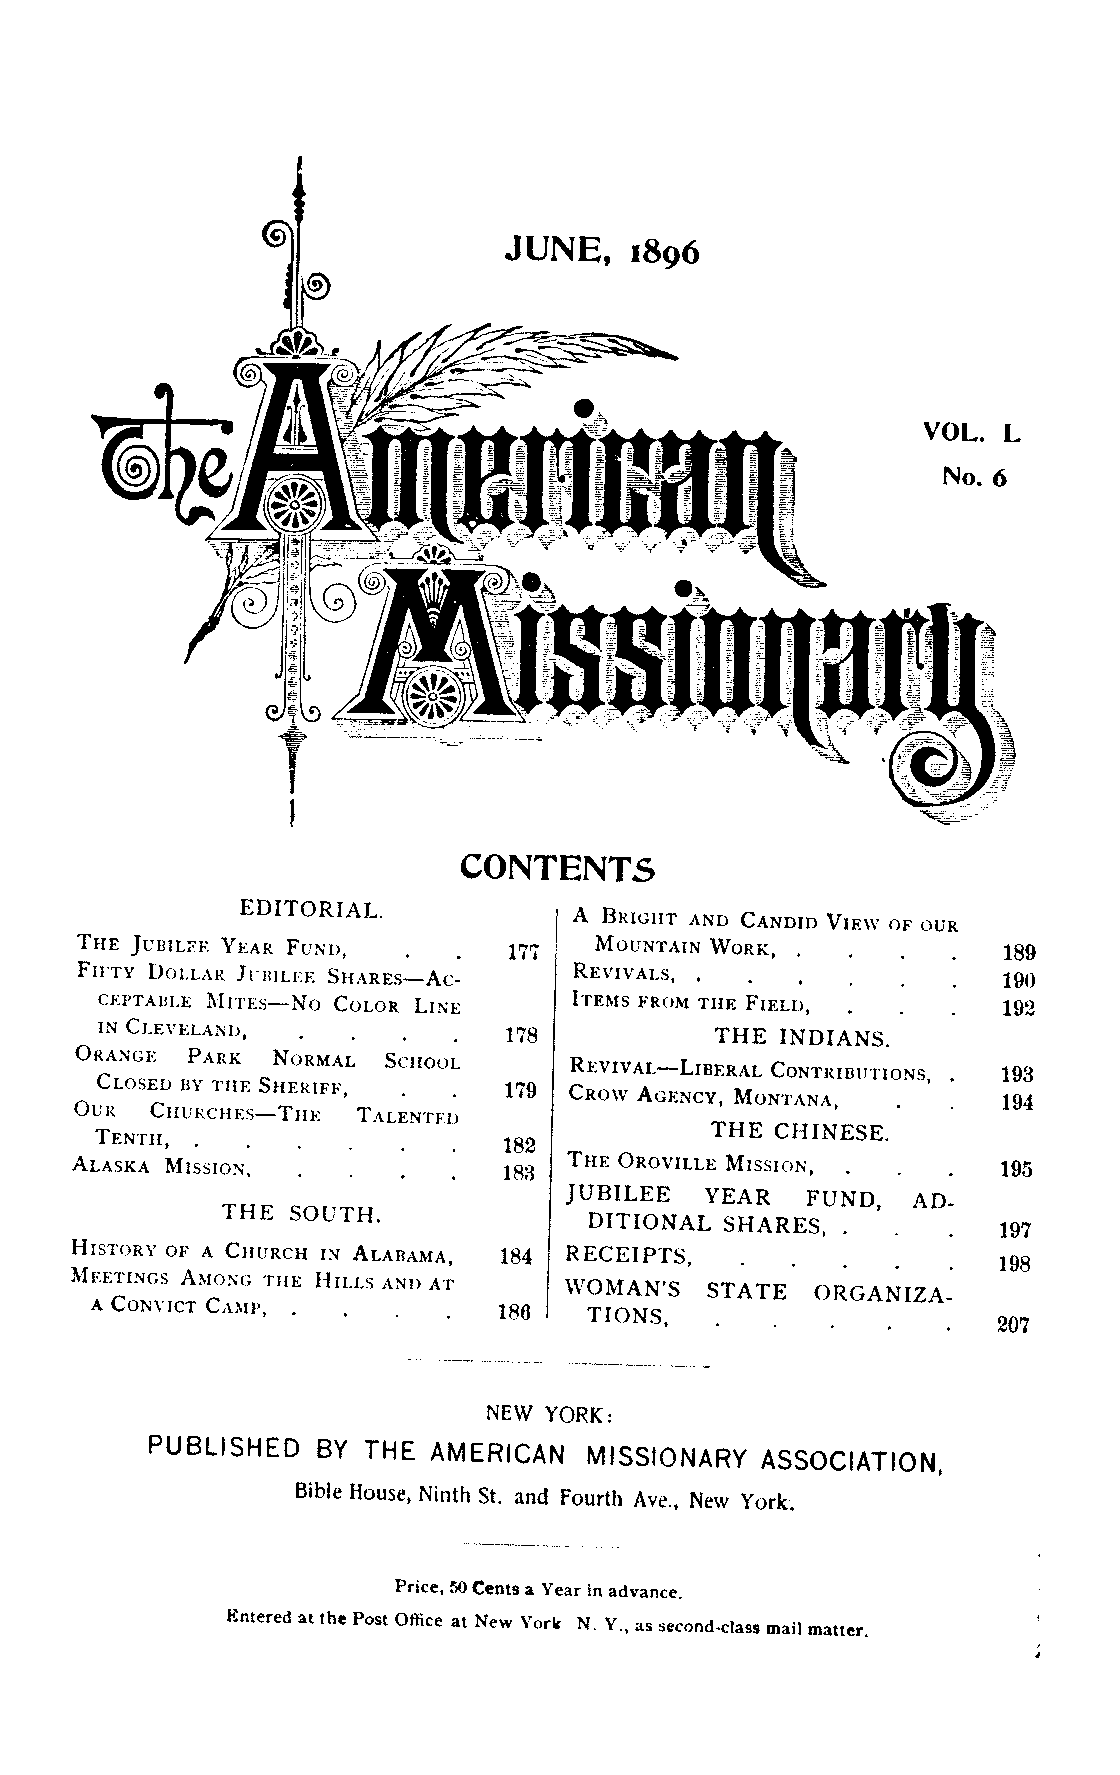 JUNE, 1896
The American
Missionary
VOL. L
No. 6
CONTENTS
EDITORIAL.
THE JUBILEE YEAR FUND, . . 177
FIFTY DOLLAR JUBILEE SHARES—AC-
CEPTABLE MITES—NO COLOR LINE
IN CLEVELAND, . . . . 178
ORANGE PARK NORMAL SCHOOL
CLOSED BY THE SHERIFF, . . 179
OUR CHURCHES—THE TALENTED
TENTH, . . . . . . 182
ALASKA MISSION, . . . . 183
THE SOUTH.
HISTORY OF A CHURCH IN ALABAMA, 184
MEETINGS AMONG THE HILLS AND AT
A CONVICT CAMP, . . . . 186
A BRIGHT AND CANDID VIEW OF OUR
MOUNTAIN WORK, . . . . 189
REVIVALS, . . . . . . 190
ITEMS FROM THE FIELD, . . . 192
THE INDIANS.
REVIVAL—LIBERAL CONTRIBUTIONS, . 193
CROW AGENCY, MONTANA, . . 194
THE CHINESE.
THE OROVILLE MISSION, . . . 195
JUBILEE YEAR FUND, AD-
DITIONAL SHARES, . . . 197
RECEIPTS, . . . . . 198
WOMAN'S STATE ORGANIZA-
TIONS, . . . . . 207
NEW YORK:
PUBLISHED BY THE AMERICAN MISSIONARY ASSOCIATION,
Bible House, Ninth St. and Fourth Ave., New York.
Price, 50 Cents a Year in advance.
Entered at the Post Office at New York N. Y., as second-class mail matter.